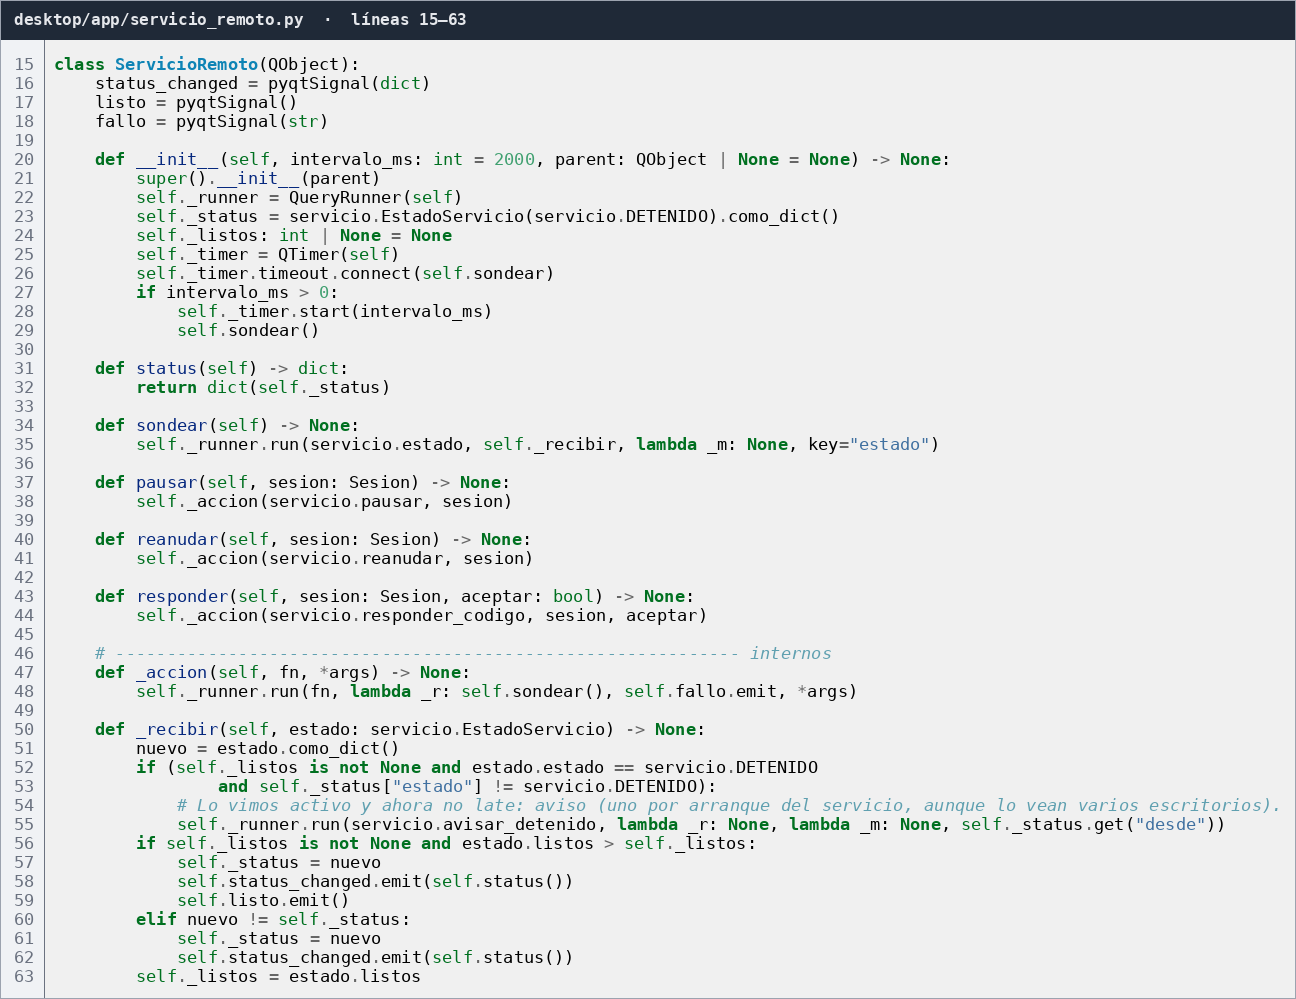 desktop/app/servicio_remoto.py · líneas 15–63
15 class ServicioRemoto(QObject):
16     status_changed = pyqtSignal(dict)
17     listo = pyqtSignal()
18     fallo = pyqtSignal(str)
19
20     def __init__(self, intervalo_ms: int = 2000, parent: QObject | None = None) -> None:
21         super().__init__(parent)
22         self._runner = QueryRunner(self)
23         self._status = servicio.EstadoServicio(servicio.DETENIDO).como_dict()
24         self._listos: int | None = None
25         self._timer = QTimer(self)
26         self._timer.timeout.connect(self.sondear)
27         if intervalo_ms > 0:
28             self._timer.start(intervalo_ms)
29             self.sondear()
30
31     def status(self) -> dict:
32         return dict(self._status)
33
34     def sondear(self) -> None:
35         self._runner.run(servicio.estado, self._recibir, lambda _m: None, key="estado")
36
37     def pausar(self, sesion: Sesion) -> None:
38         self._accion(servicio.pausar, sesion)
39
40     def reanudar(self, sesion: Sesion) -> None:
41         self._accion(servicio.reanudar, sesion)
42
43     def responder(self, sesion: Sesion, aceptar: bool) -> None:
44         self._accion(servicio.responder_codigo, sesion, aceptar)
45
46     # ------------------------------------------------------------- internos
47     def _accion(self, fn, *args) -> None:
48         self._runner.run(fn, lambda _r: self.sondear(), self.fallo.emit, *args)
49
50     def _recibir(self, estado: servicio.EstadoServicio) -> None:
51         nuevo = estado.como_dict()
52         if (self._listos is not None and estado.estado == servicio.DETENIDO
53                 and self._status["estado"] != servicio.DETENIDO):
54             # Lo vimos activo y ahora no late: aviso (uno por arranque del servicio, aunque lo vean varios escritorios).
55             self._runner.run(servicio.avisar_detenido, lambda _r: None, lambda _m: None, self._status.get("desde"))
56         if self._listos is not None and estado.listos > self._listos:
57             self._status = nuevo
58             self.status_changed.emit(self.status())
59             self.listo.emit()
60         elif nuevo != self._status:
61             self._status = nuevo
62             self.status_changed.emit(self.status())
63         self._listos = estado.listos